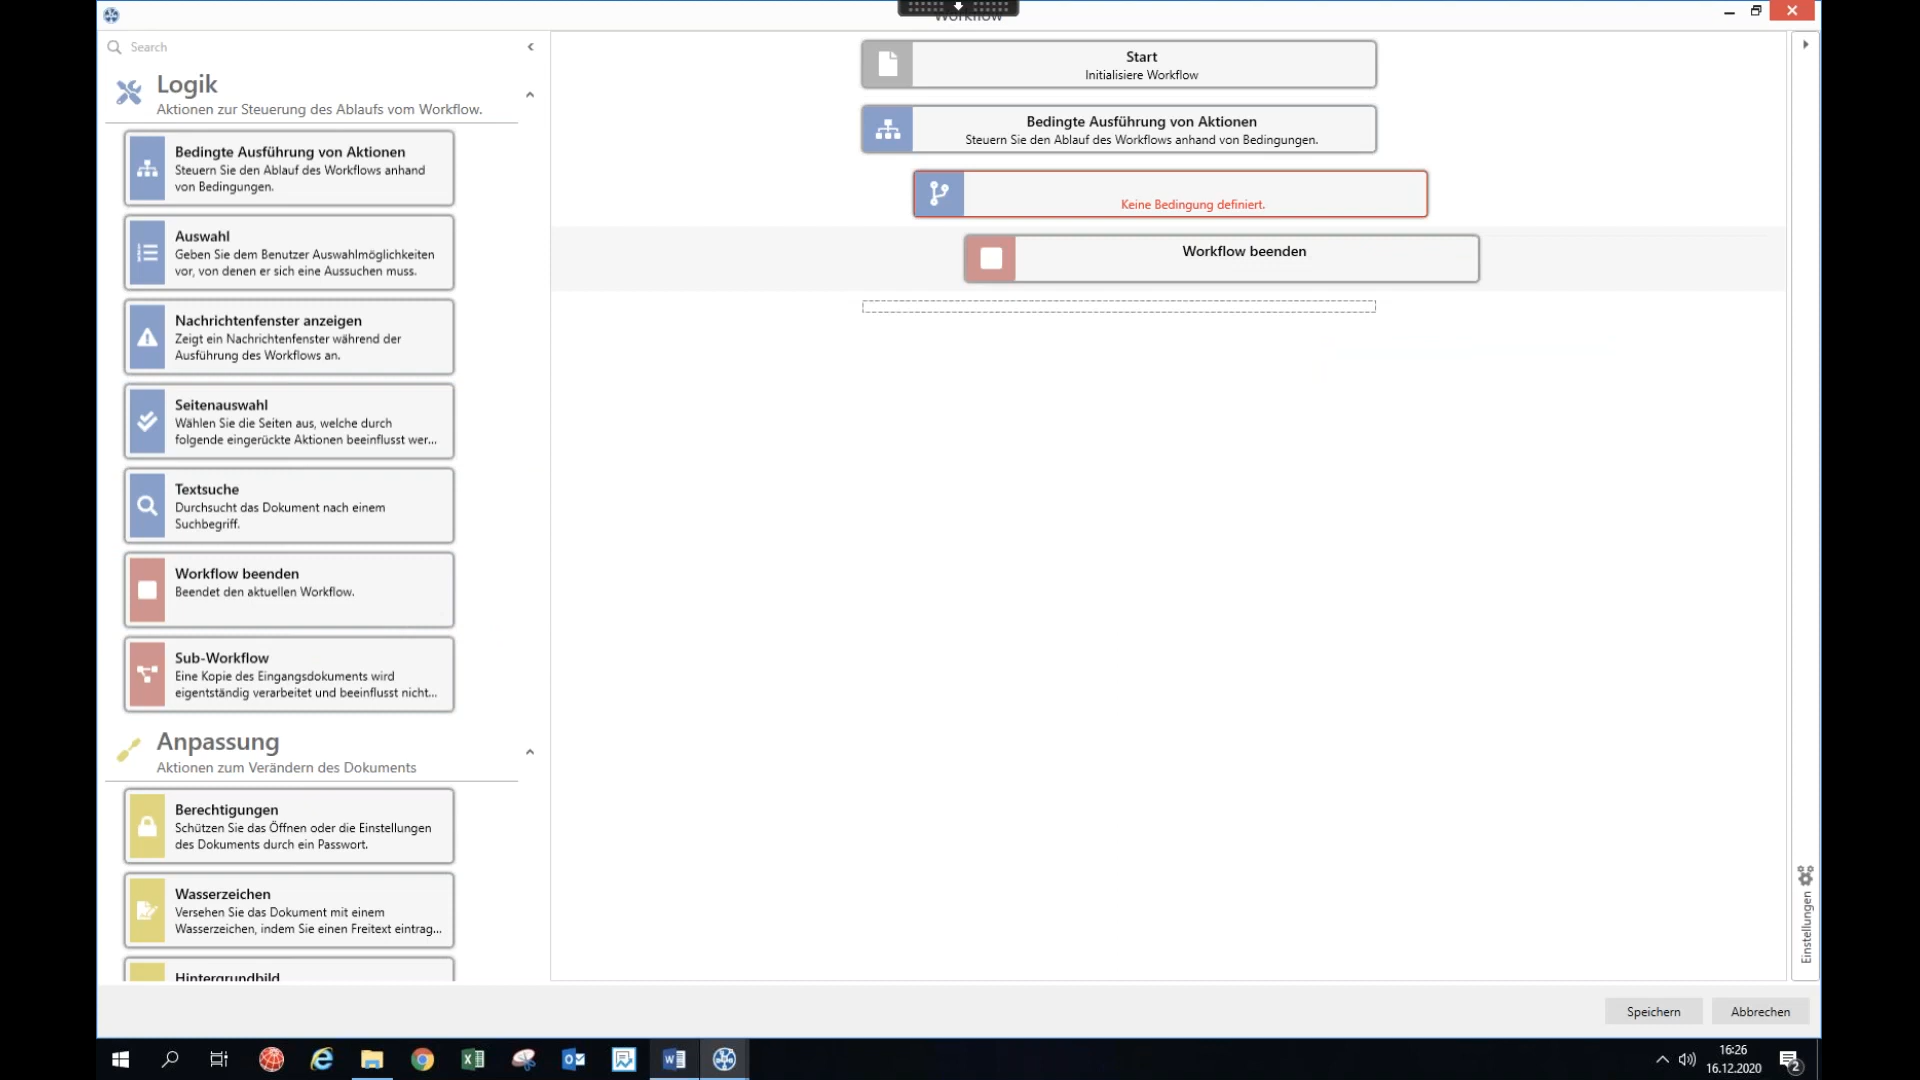 Workflow
Search
Logik
Aktionen zur Steuerung des Ablaufs vom Workflow.
Bedingte Ausführung von Aktionen
Steuern Sie den Ablauf des Workflows anhand
von Bedingungen.
Auswahl
Geben Sie dem Benutzer Auswahlmöglichkeiten
vor, von denen er sich eine Aussuchen muss.
Nachrichtenfenster anzeigen
Zeigt ein Nachrichtenfenster während der
Ausführung des Workflows an.
Seitenauswahl
Wählen Sie die Seiten aus, welche durch
folgende eingerückte Aktionen beeinflusst wer...
Textsuche
Durchsucht das Dokument nach einem
Suchbegriff.
Workflow beenden
Beendet den aktuellen Workflow.
Sub-Workflow
Eine Kopie des Eingangsdokuments wird
eigentständig verarbeitet und beeinflusst nicht...
Anpassung
Aktionen zum Verändern des Dokuments
Berechtigungen
Schützen Sie das Öffnen oder die Einstellungen
des Dokuments durch ein Passwort.
Wasserzeichen
Versehen Sie das Dokument mit einem
Wasserzeichen, indem Sie einen Freitext eintrag...
Hintergrundbild
Start
Initialisiere Workflow
Bedingte Ausführung von Aktionen
Steuern Sie den Ablauf des Workflows anhand von Bedingungen.
Keine Bedingung definiert.
Workflow beenden
Einstellungen
Speichern
Abbrechen
16:26
16.12.2020
2